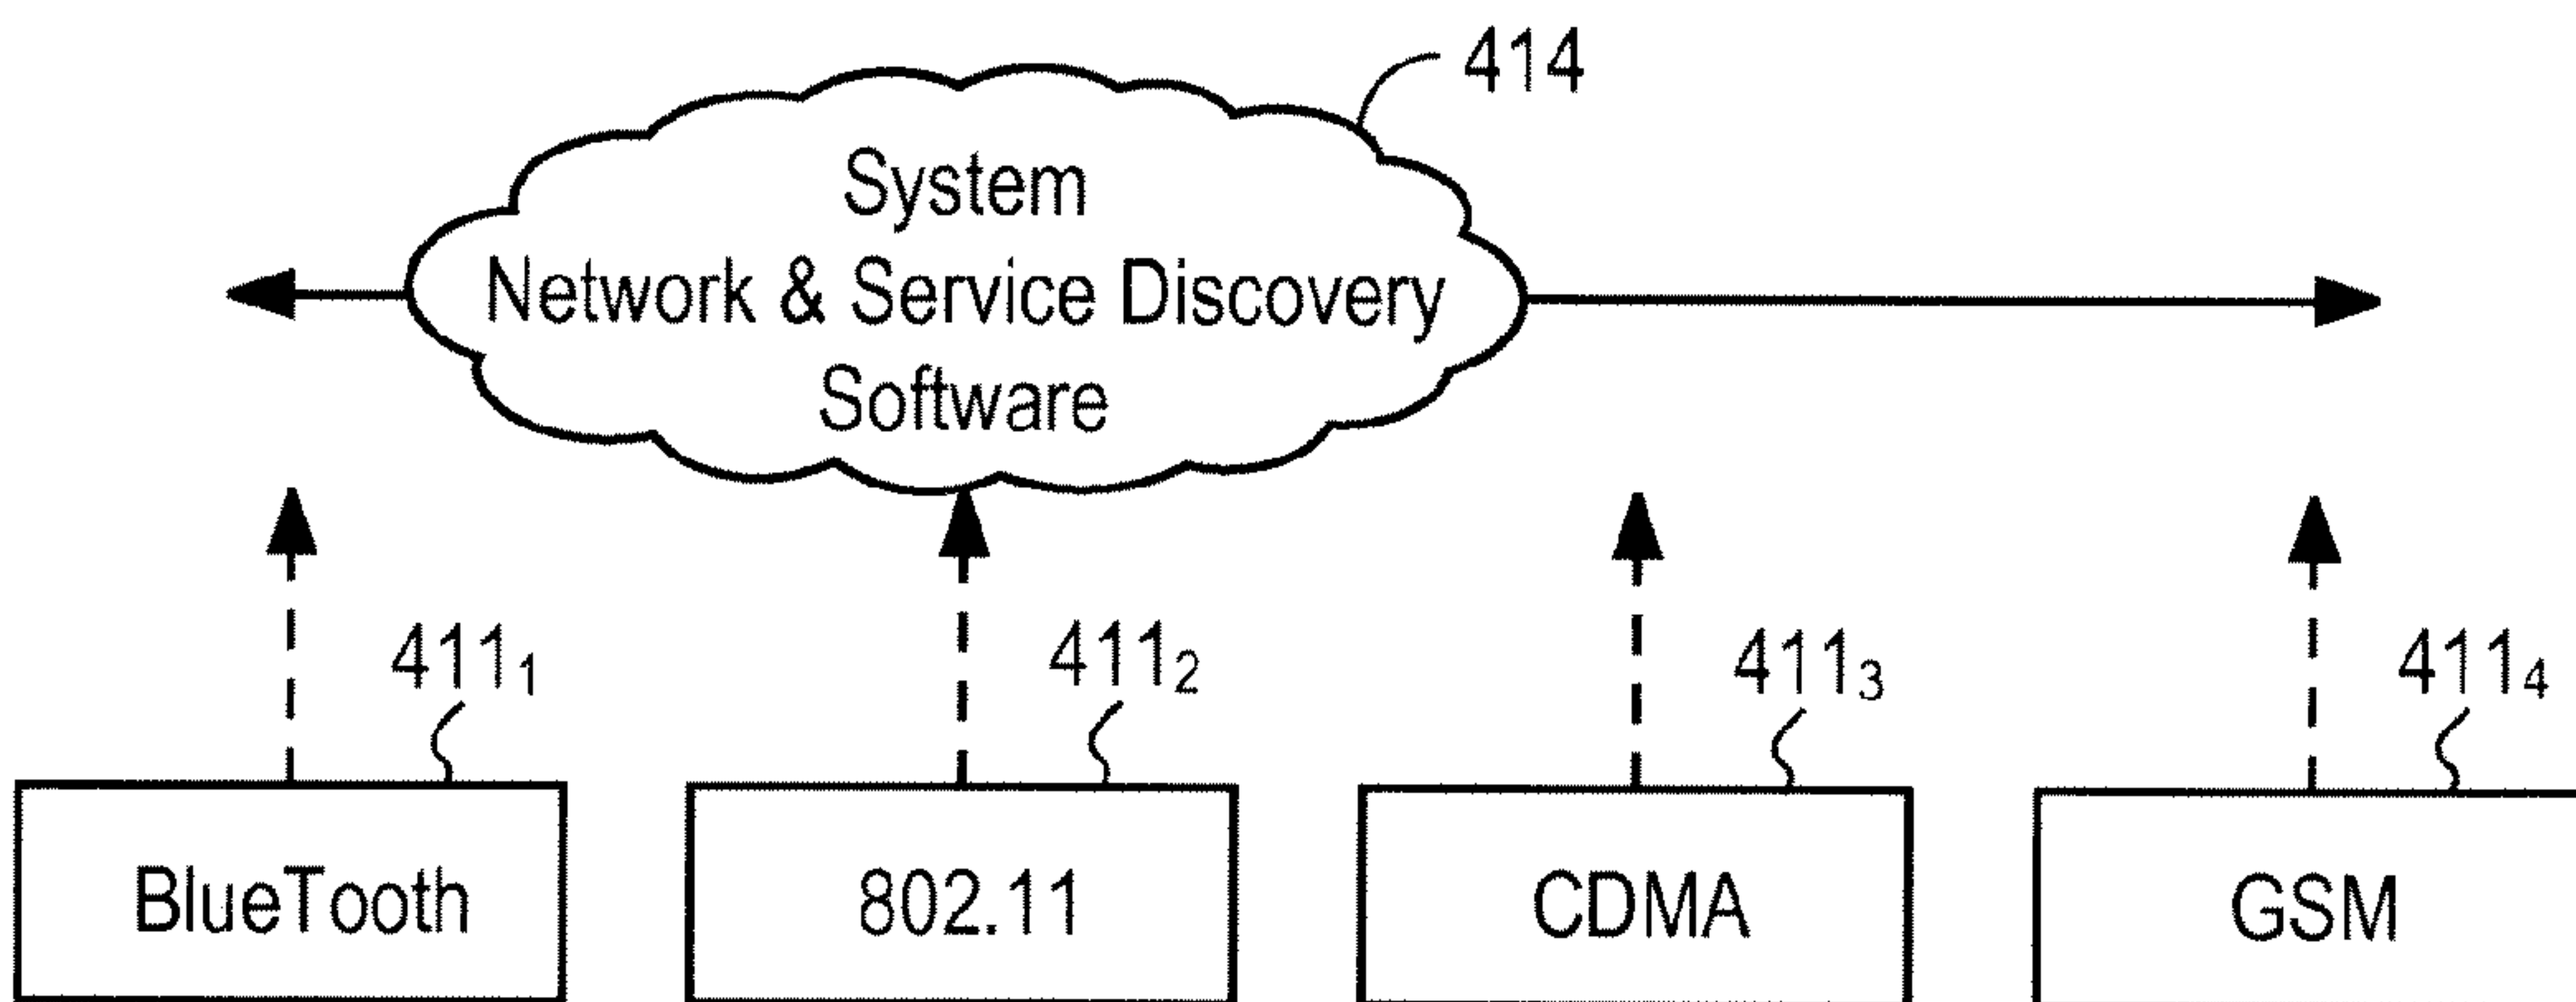 414
System
Network & Service Discovery
Software
411₁
411₂
411₃
411₄
BlueTooth
802.11
CDMA
GSM